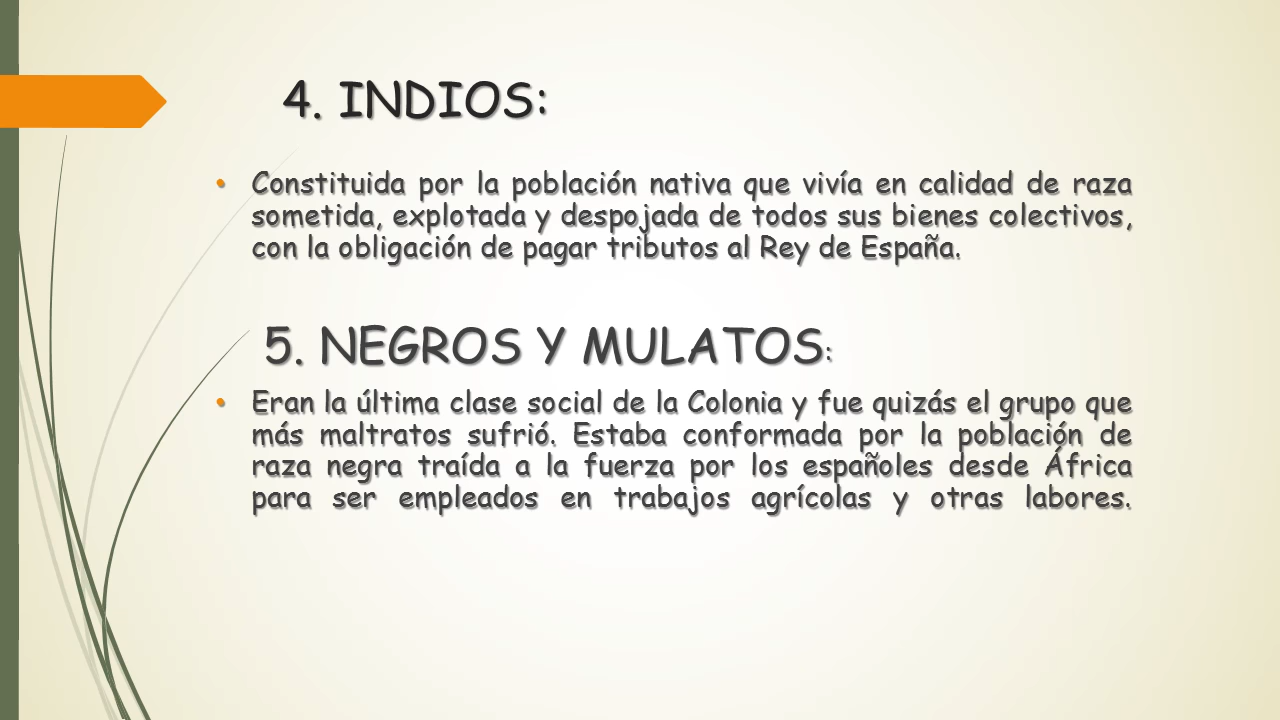 4. INDIOS:
• Constituida por la población nativa que vivía en calidad de raza
sometida, explotada y despojada de todos sus bienes colectivos,
con la obligación de pagar tributos al Rey de España.
5. NEGROS Y MULATOS:
• Eran la última clase social de la Colonia y fue quizás el grupo que
más maltratos sufrió. Estaba conformada por la población de
raza negra traída a la fuerza por los españoles desde África
para ser empleados en trabajos agrícolas y otras labores.